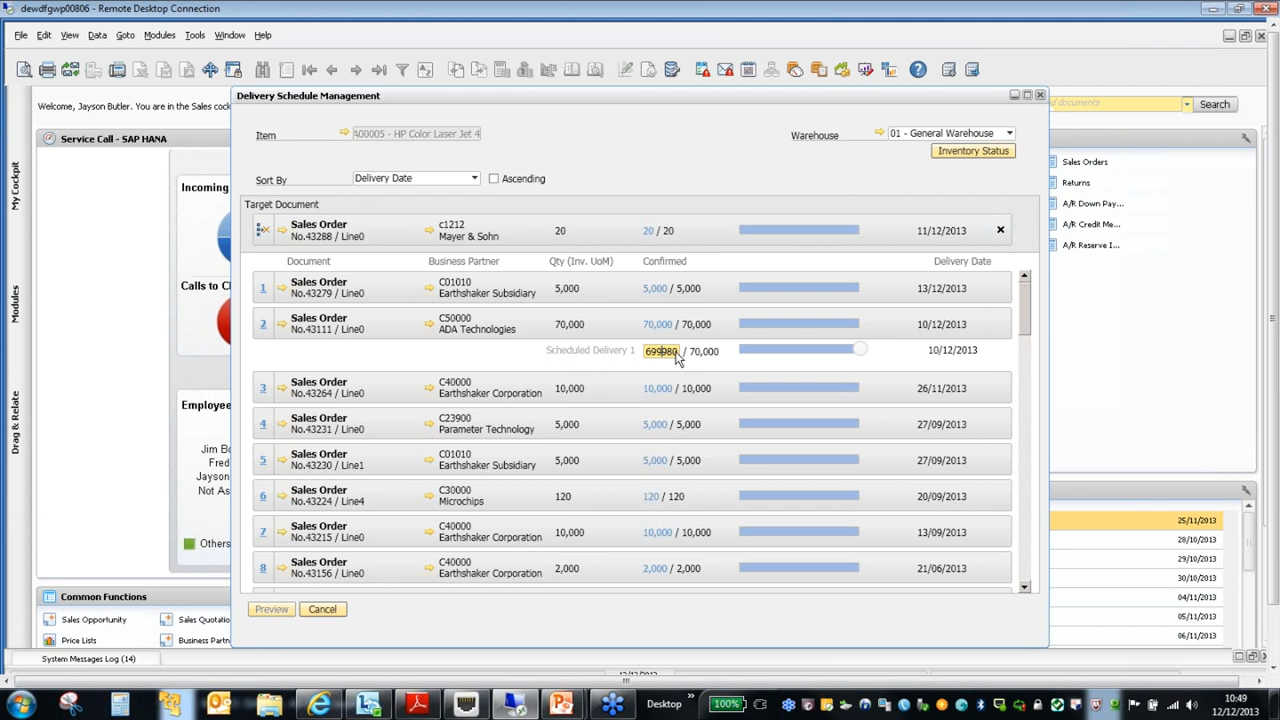 dewdfgwp00806 - Remote Desktop Connection
File Edit View Data Goto Modules Tools Window Help
Welcome, Jayson Butler. You are in the Sales cockp
Search
My Cockpit
Modules
Drag & Relate
Service Call - SAP HANA
Incoming
Calls to Cl
Employee
Jim Bo
Fred
Jayson
Not As
Others
Common Functions
Sales Opportunity
Sales Quotatio
Price Lists
Business Partn
System Messages Log (14)
Delivery Schedule Management
Item A00005 - HP Color Laser Jet 4
Warehouse 01 - General Warehouse
Inventory Status
Sort By Delivery Date Ascending
Target Document
Sales Order No.43288 / Line0 c1212 Mayer & Sohn 20 20 / 20 11/12/2013
Document Business Partner Qty (Inv. UoM) Confirmed Delivery Date
1 Sales Order No.43279 / Line0 C01010 Earthshaker Subsidiary 5,000 5,000 / 5,000 13/12/2013
2 Sales Order No.43111 / Line0 C50000 ADA Technologies 70,000 70,000 / 70,000 10/12/2013
Scheduled Delivery 1 699980 / 70,000 10/12/2013
3 Sales Order No.43264 / Line0 C40000 Earthshaker Corporation 10,000 10,000 / 10,000 26/11/2013
4 Sales Order No.43231 / Line0 C23900 Parameter Technology 5,000 5,000 / 5,000 27/09/2013
5 Sales Order No.43230 / Line1 C01010 Earthshaker Subsidiary 5,000 5,000 / 5,000 27/09/2013
6 Sales Order No.43224 / Line4 C30000 Microchips 120 120 / 120 20/09/2013
7 Sales Order No.43215 / Line0 C40000 Earthshaker Corporation 10,000 10,000 / 10,000 13/09/2013
8 Sales Order No.43156 / Line0 C40000 Earthshaker Corporation 2,000 2,000 / 2,000 21/06/2013
Preview Cancel
Sales Orders
Returns
A/R Down Pay...
A/R Credit Me...
A/R Reserve I...
25/11/2013
28/10/2013
29/10/2013
30/10/2013
04/11/2013
05/11/2013
06/11/2013
Desktop
100%
10:49
12/12/2013